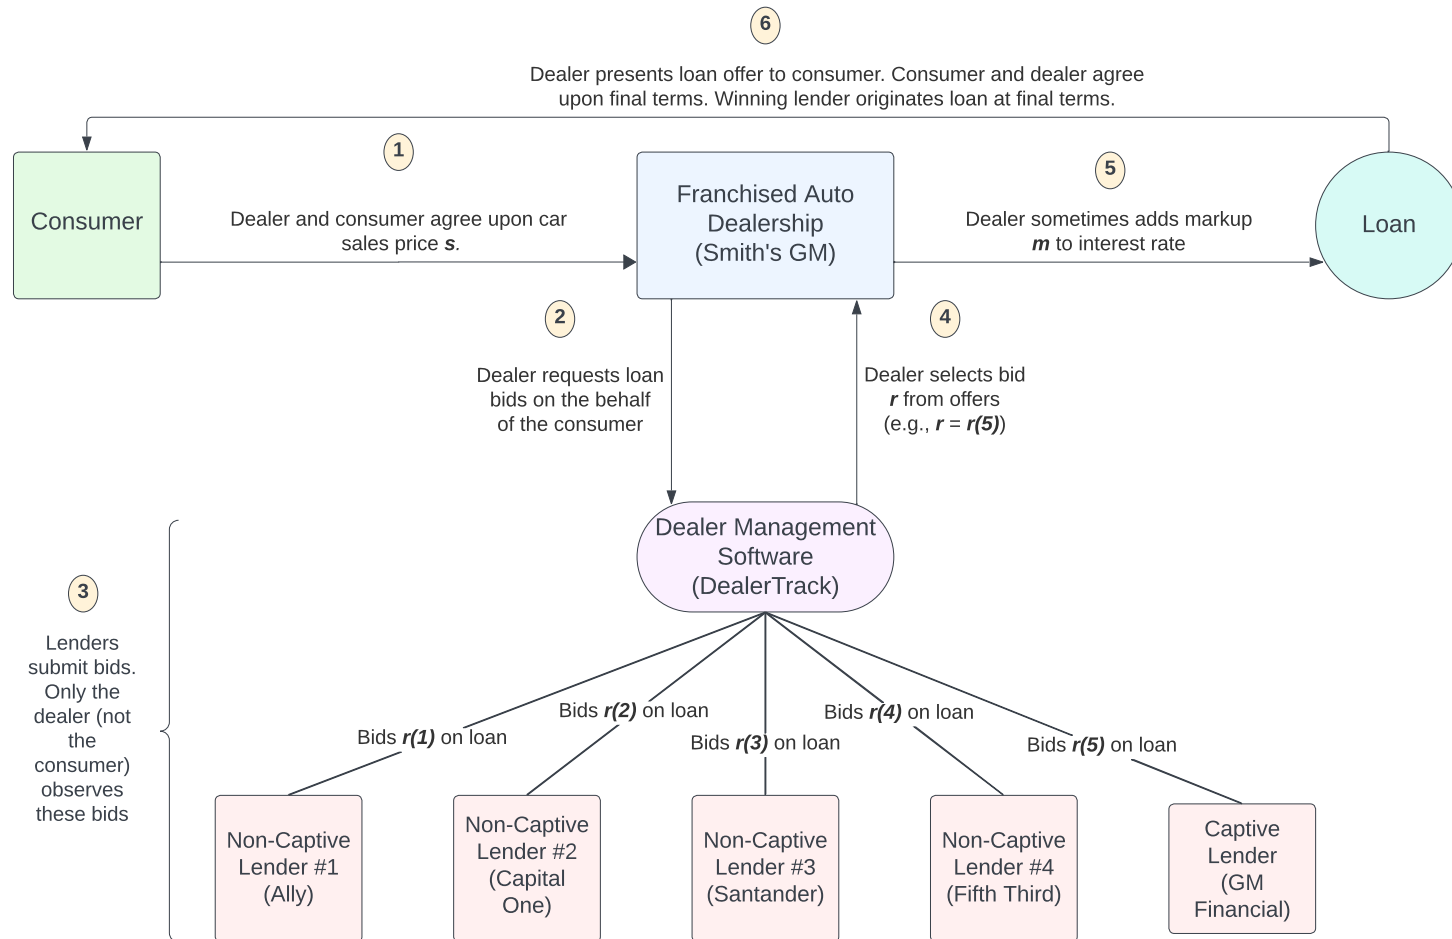 6
Dealer presents loan offer to consumer. Consumer and dealer agree
upon final terms. Winning lender originates loan at final terms.
1
5
Consumer
Dealer and consumer agree upon car
sales price s.
Franchised Auto
Dealership
(Smith's GM)
Dealer sometimes adds markup
m to interest rate
Loan
2
Dealer requests loan
bids on the behalf
of the consumer
4
Dealer selects bid
r from offers
(e.g., r = r(5))
Dealer Management
Software
(DealerTrack)
3
Lenders
submit bids.
Only the
dealer (not
the
consumer)
observes
these bids
Bids r(1) on loan
Bids r(2) on loan
Bids r(3) on loan
Bids r(4) on loan
Bids r(5) on loan
Non-Captive
Lender #1
(Ally)
Non-Captive
Lender #2
(Capital
One)
Non-Captive
Lender #3
(Santander)
Non-Captive
Lender #4
(Fifth Third)
Captive
Lender
(GM
Financial)